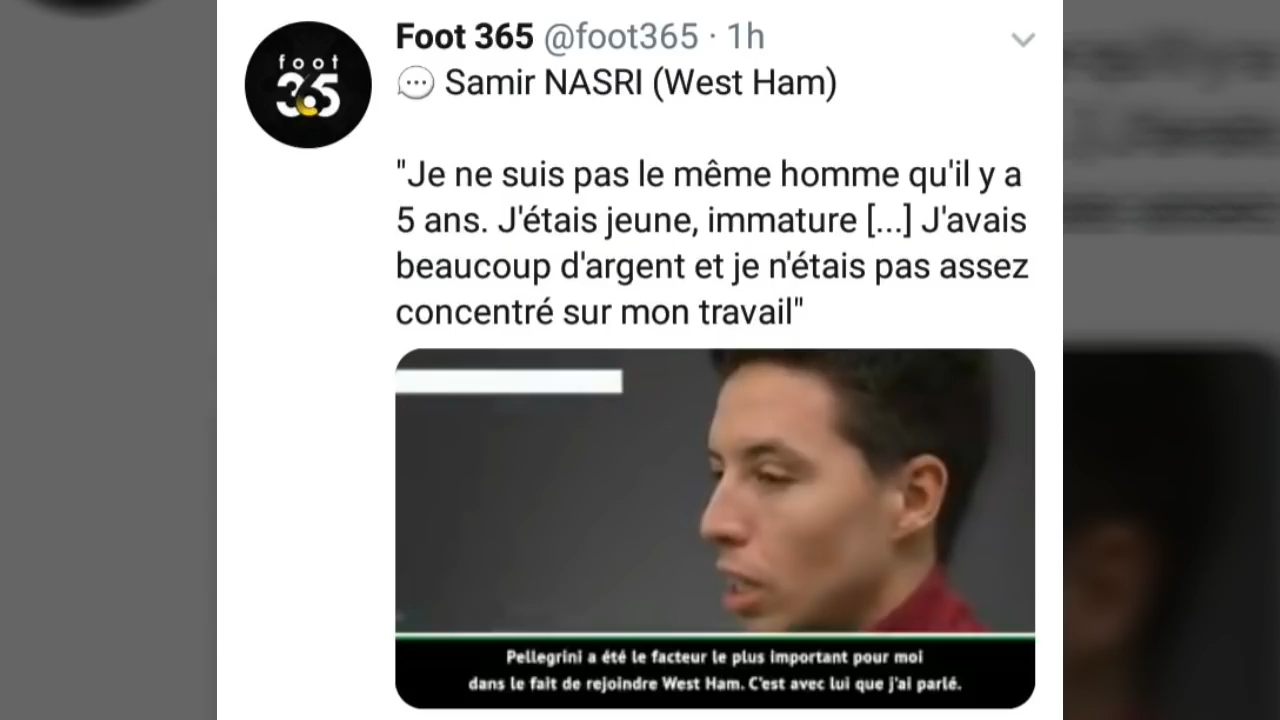 Foot 365 @foot365 · 1h
foot
365
💬 Samir NASRI (West Ham)
"Je ne suis pas le même homme qu'il y a
5 ans. J'étais jeune, immature [...] J'avais
beaucoup d'argent et je n'étais pas assez
concentré sur mon travail"
Pellegrini a été le facteur le plus important pour moi
dans le fait de rejoindre West Ham. C'est avec lui que j'ai parlé.